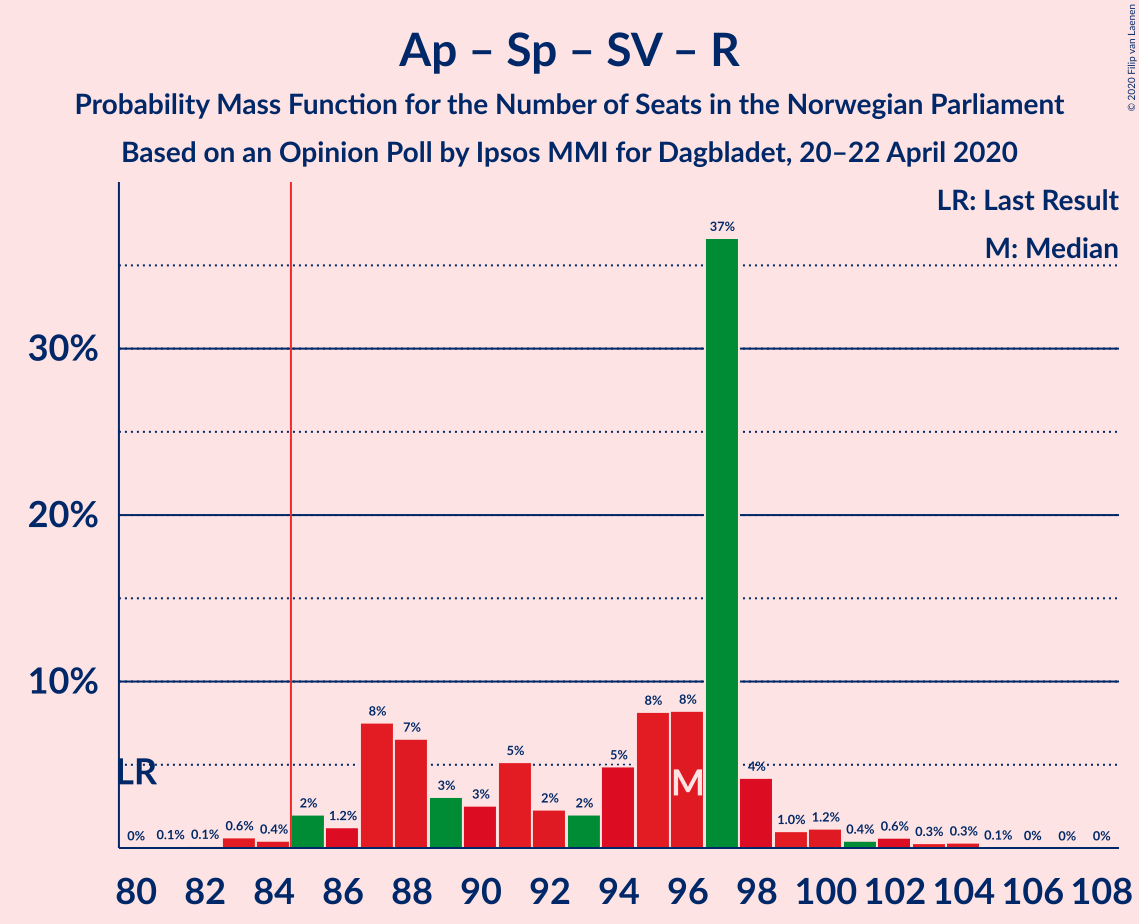 Ap – Sp – SV – R
Probability Mass Function for the Number of Seats in the Norwegian Parliament
Based on an Opinion Poll by Ipsos MMI for Dagbladet, 20–22 April 2020
© 2020 Filip van Laenen
LR: Last Result
M: Median
37%
30%
20%
10%
8% 7% 3% 3% 5% 2% 2% 5% 8% 8% 4%
LR
M
0% 0.1% 0.1% 0.6% 0.4% 2% 1.2% 1.0% 1.2% 0.4% 0.6% 0.3% 0.3% 0.1% 0% 0% 0%
80 82 84 86 88 90 92 94 96 98 100 102 104 106 108